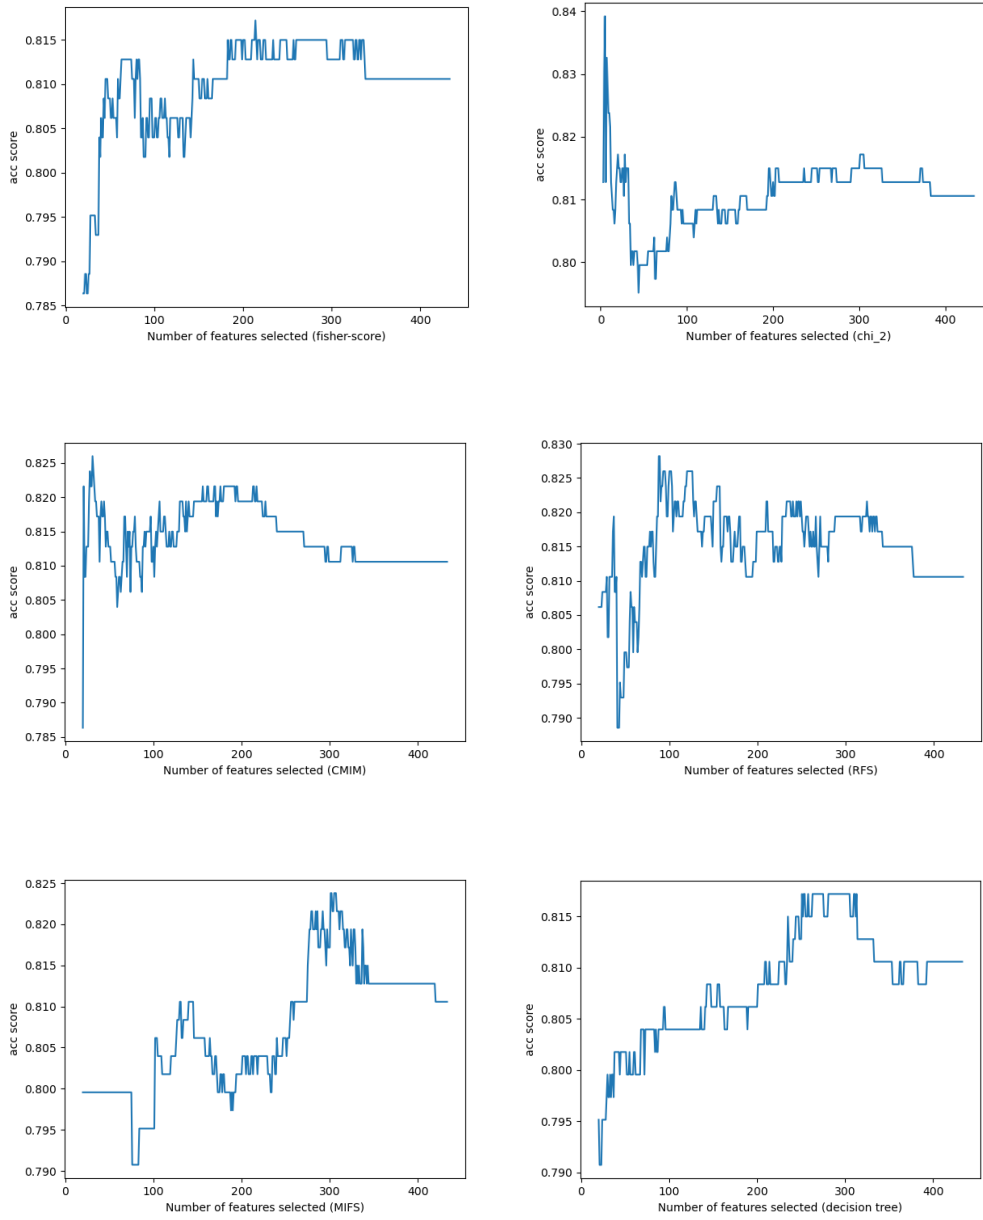 0.815
0.810
0.805
0.800
0.795
0.790
0.785
acc score
0 100 200 300 400
Number of features selected (fisher-score)
0.84
0.83
0.82
0.81
0.80
acc score
0 100 200 300 400
Number of features selected (chi_2)
0.825
0.820
0.815
0.810
0.805
0.800
0.795
0.790
0.785
acc score
0 100 200 300 400
Number of features selected (CMIM)
0.830
0.825
0.820
0.815
0.810
0.805
0.800
0.795
0.790
acc score
0 100 200 300 400
Number of features selected (RFS)
0.825
0.820
0.815
0.810
0.805
0.800
0.795
0.790
acc score
0 100 200 300 400
Number of features selected (MIFS)
0.815
0.810
0.805
0.800
0.795
0.790
acc score
0 100 200 300 400
Number of features selected (decision tree)